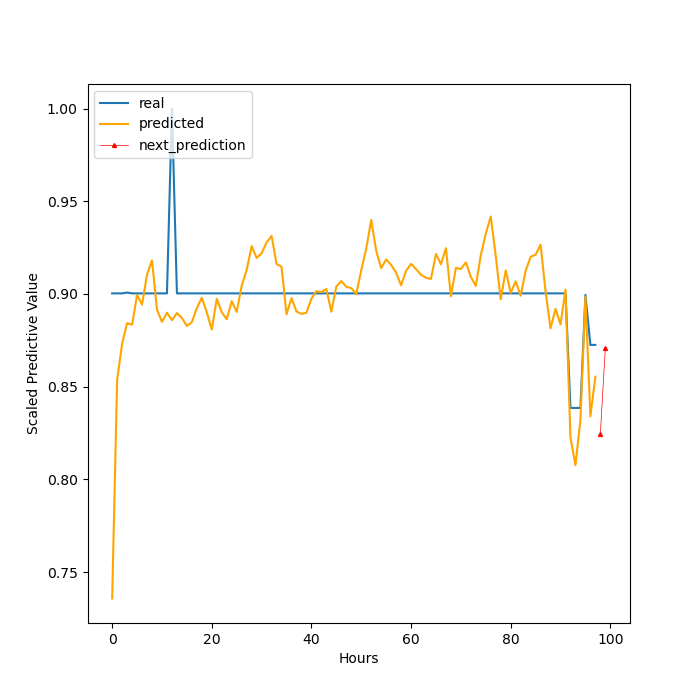 real
predicted
next_prediction
1.00
0.95
0.90
0.85
0.80
0.75
Scaled Predictive Value
0 20 40 60 80 100
Hours